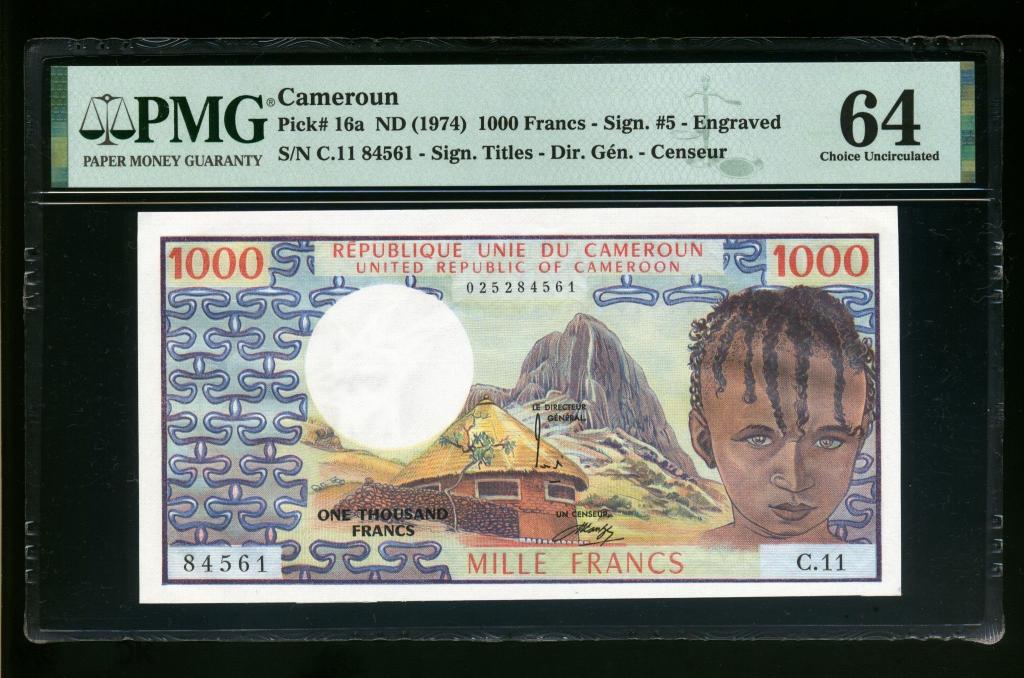 PMG®
PAPER MONEY GUARANTY
Cameroun
Pick# 16a ND (1974) 1000 Francs - Sign. #5 - Engraved
S/N C.11 84561 - Sign. Titles - Dir. Gén. - Censeur
64
Choice Uncirculated
1000
RÉPUBLIQUE UNIE DU CAMEROUN
UNITED REPUBLIC OF CAMEROON
1000
025284561
LE DIRECTEUR
GÉNÉRAL,
ONE THOUSAND
FRANCS
UN CENSEUR,
84561
MILLE FRANCS
C.11